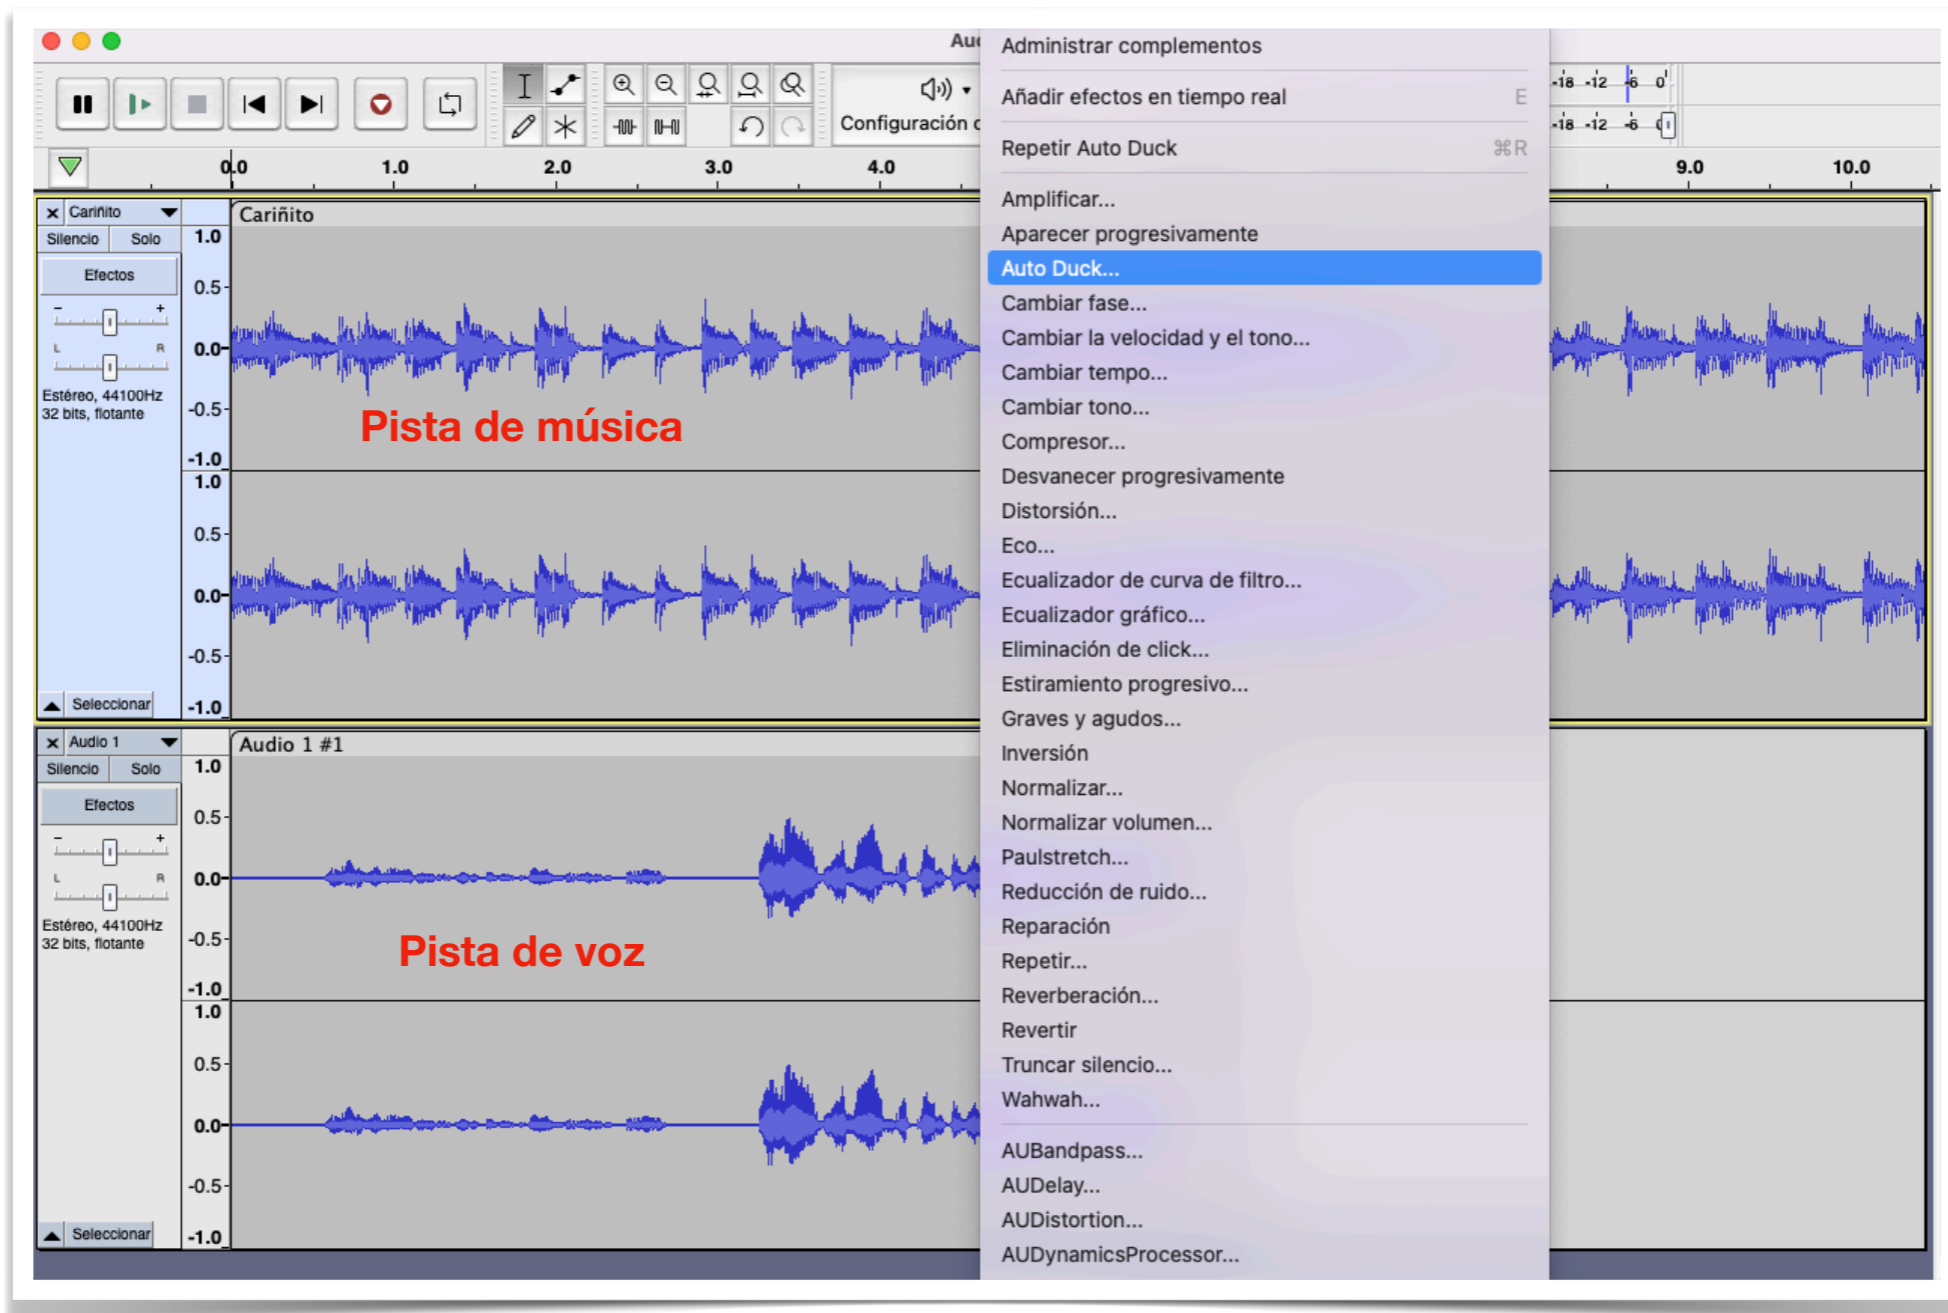 Aud
Configuración d
-18 -12 -6 0
-18 -12 -6 0
0.0 1.0 2.0 3.0 4.0 9.0 10.0
Cariñito
Silencio Solo
Efectos
- +
L R
Estéreo, 44100Hz
32 bits, flotante
Seleccionar
1.0
0.5
0.0
-0.5
-1.0
1.0
0.5
0.0
-0.5
-1.0
Cariñito
Pista de música
Audio 1
Silencio Solo
Efectos
- +
L R
Estéreo, 44100Hz
32 bits, flotante
Seleccionar
1.0
0.5
0.0
-0.5
-1.0
1.0
0.5
0.0
-0.5
-1.0
Audio 1 #1
Pista de voz
Administrar complementos
Añadir efectos en tiempo real E
Repetir Auto Duck ⌘R
Amplificar...
Aparecer progresivamente
Auto Duck...
Cambiar fase...
Cambiar la velocidad y el tono...
Cambiar tempo...
Cambiar tono...
Compresor...
Desvanecer progresivamente
Distorsión...
Eco...
Ecualizador de curva de filtro...
Ecualizador gráfico...
Eliminación de click...
Estiramiento progresivo...
Graves y agudos...
Inversión
Normalizar...
Normalizar volumen...
Paulstretch...
Reducción de ruido...
Reparación
Repetir...
Reverberación...
Revertir
Truncar silencio...
Wahwah...
AUBandpass...
AUDelay...
AUDistortion...
AUDynamicsProcessor...